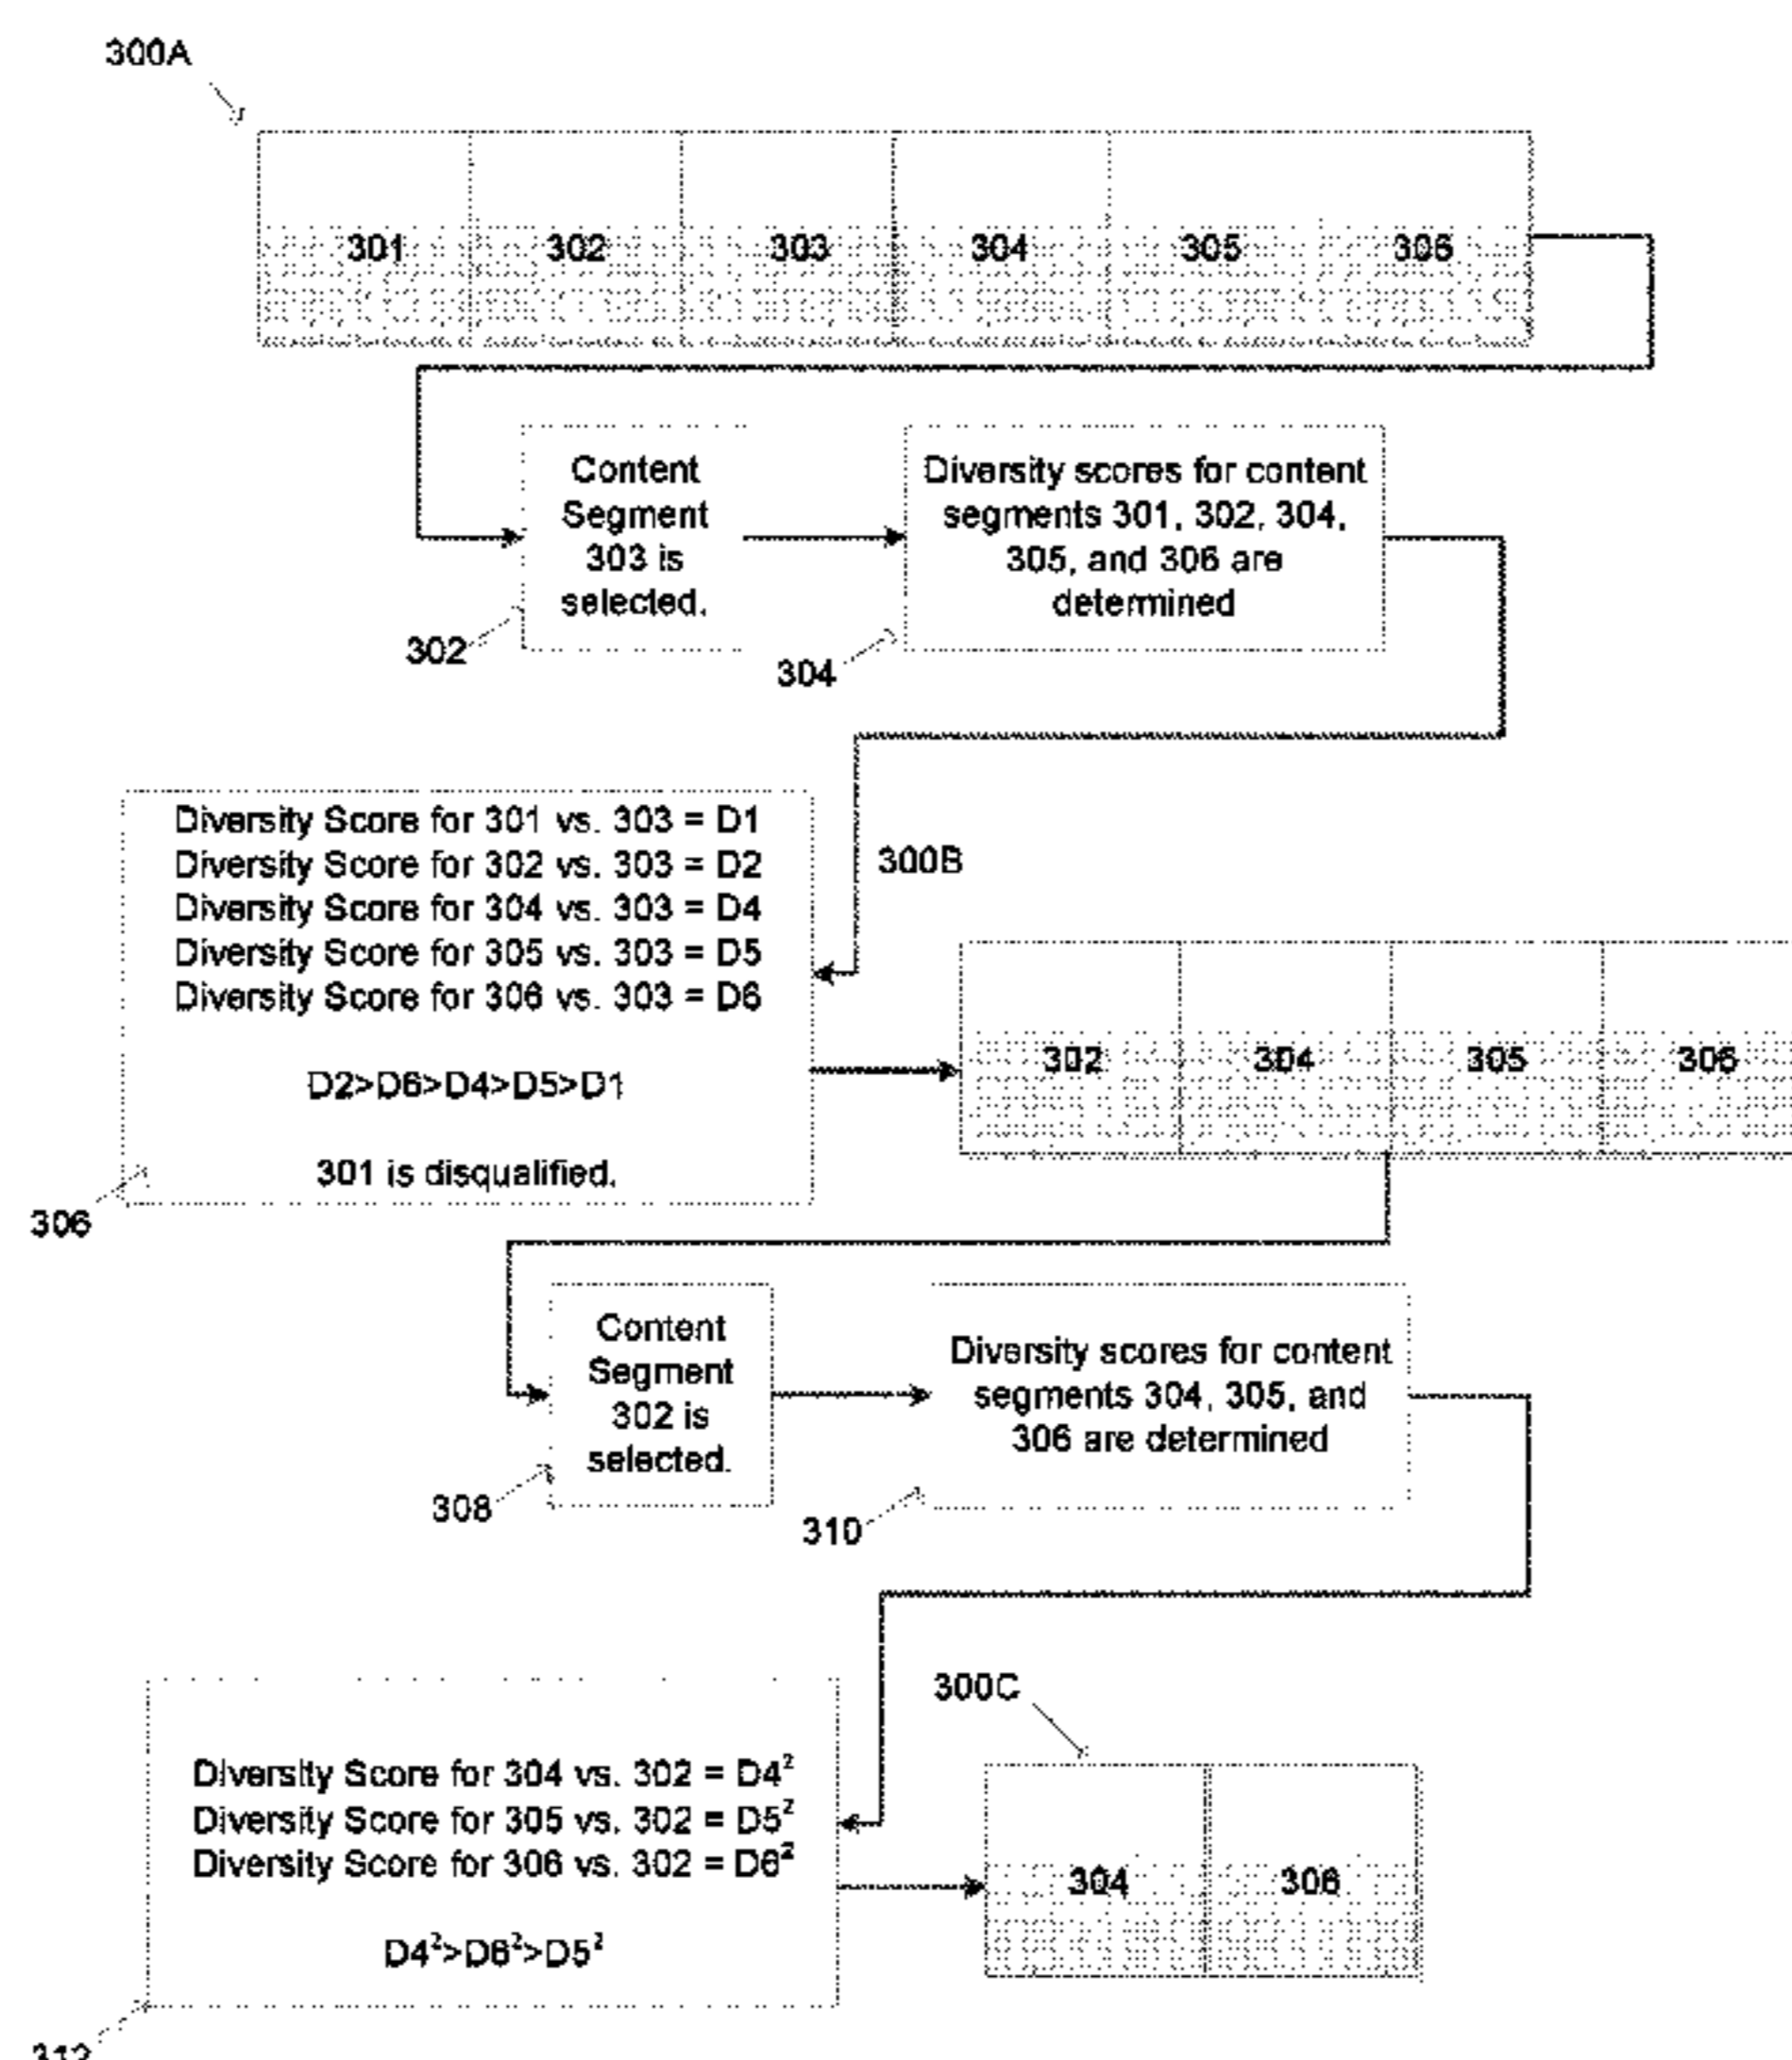 300A
301 302 303 304 305 306
Content
Segment
303 is
selected.
302
Diversity scores for content
segments 301, 302, 304,
305, and 306 are
determined
304
Diversity Score for 301 vs. 303 = D1
Diversity Score for 302 vs. 303 = D2
Diversity Score for 304 vs. 303 = D4
Diversity Score for 305 vs. 303 = D5
Diversity Score for 306 vs. 303 = D6
D2>D6>D4>D5>D1
301 is disqualified.
306
300B
302 304 305 306
Content
Segment
302 is
selected.
308
Diversity scores for content
segments 304, 305, and
306 are determined
310
Diversity Score for 304 vs. 302 = D4²
Diversity Score for 305 vs. 302 = D5²
Diversity Score for 306 vs. 302 = D6²
D4²>D6²>D5²
312
300C
304 306